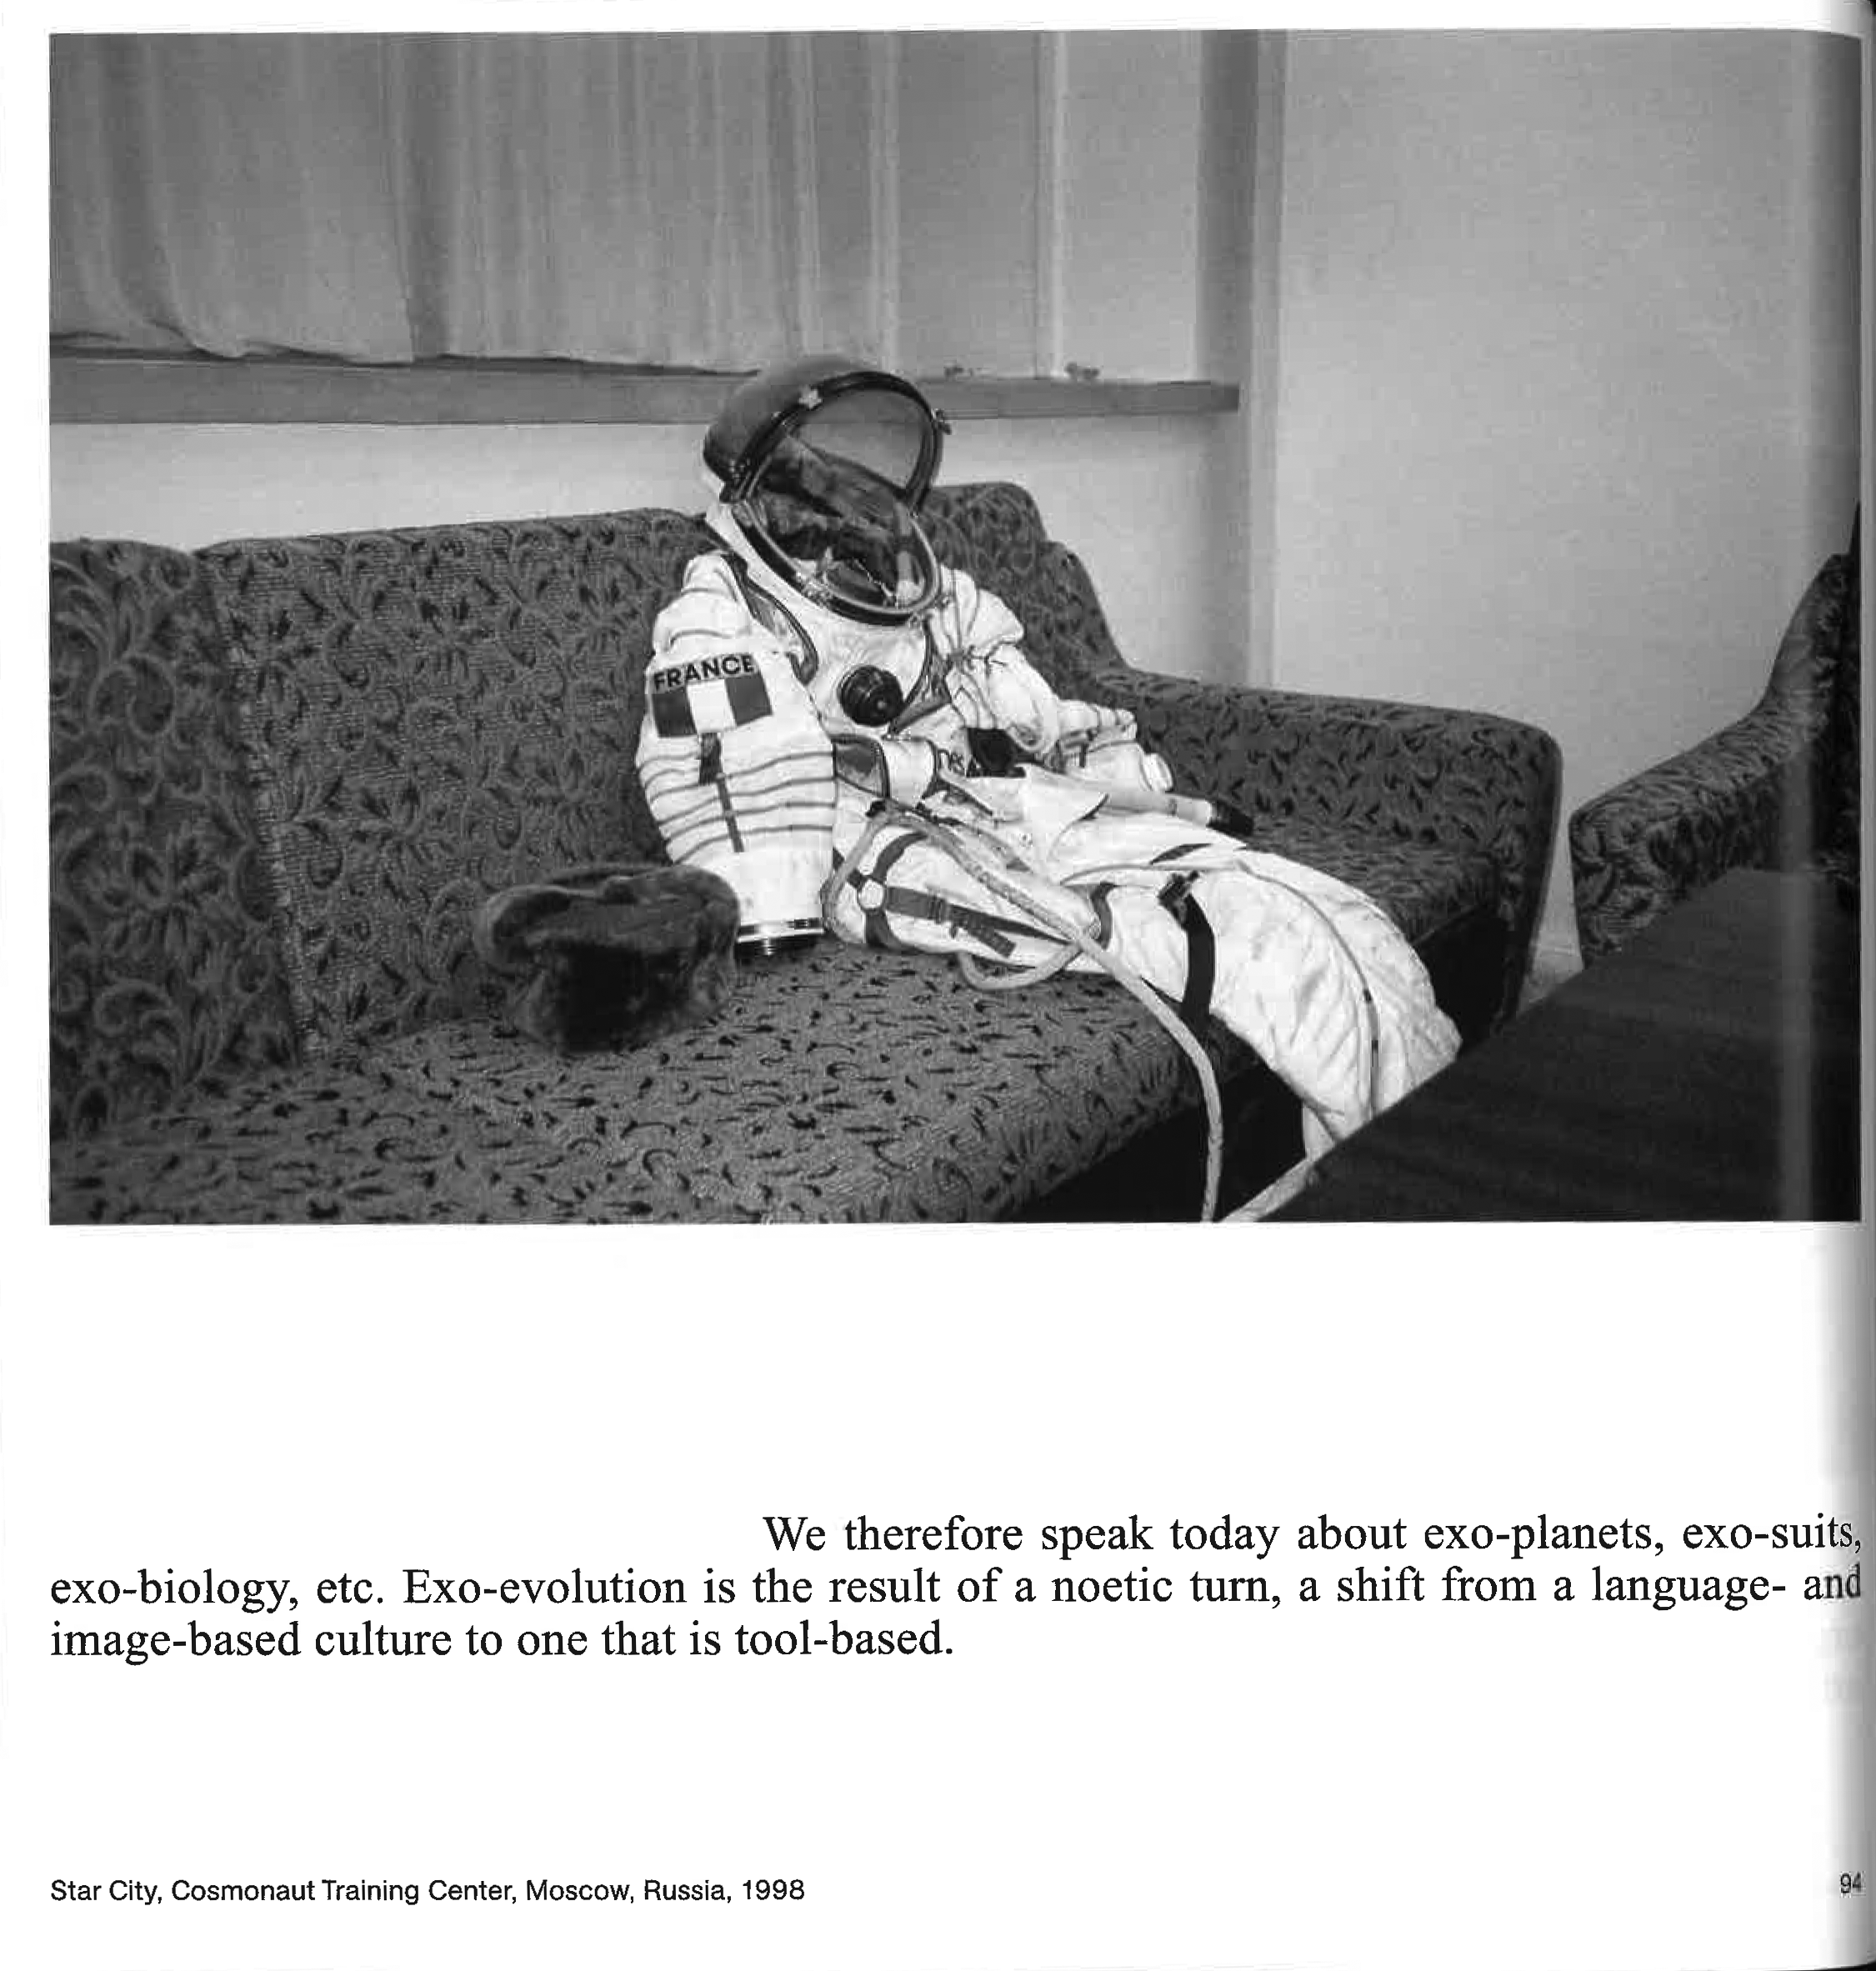 FRANCE
We therefore speak today about exo-planets, exo-suits,
exo-biology, etc. Exo-evolution is the result of a noetic turn, a shift from a language- and
image-based culture to one that is tool-based.
Star City, Cosmonaut Training Center, Moscow, Russia, 1998
94